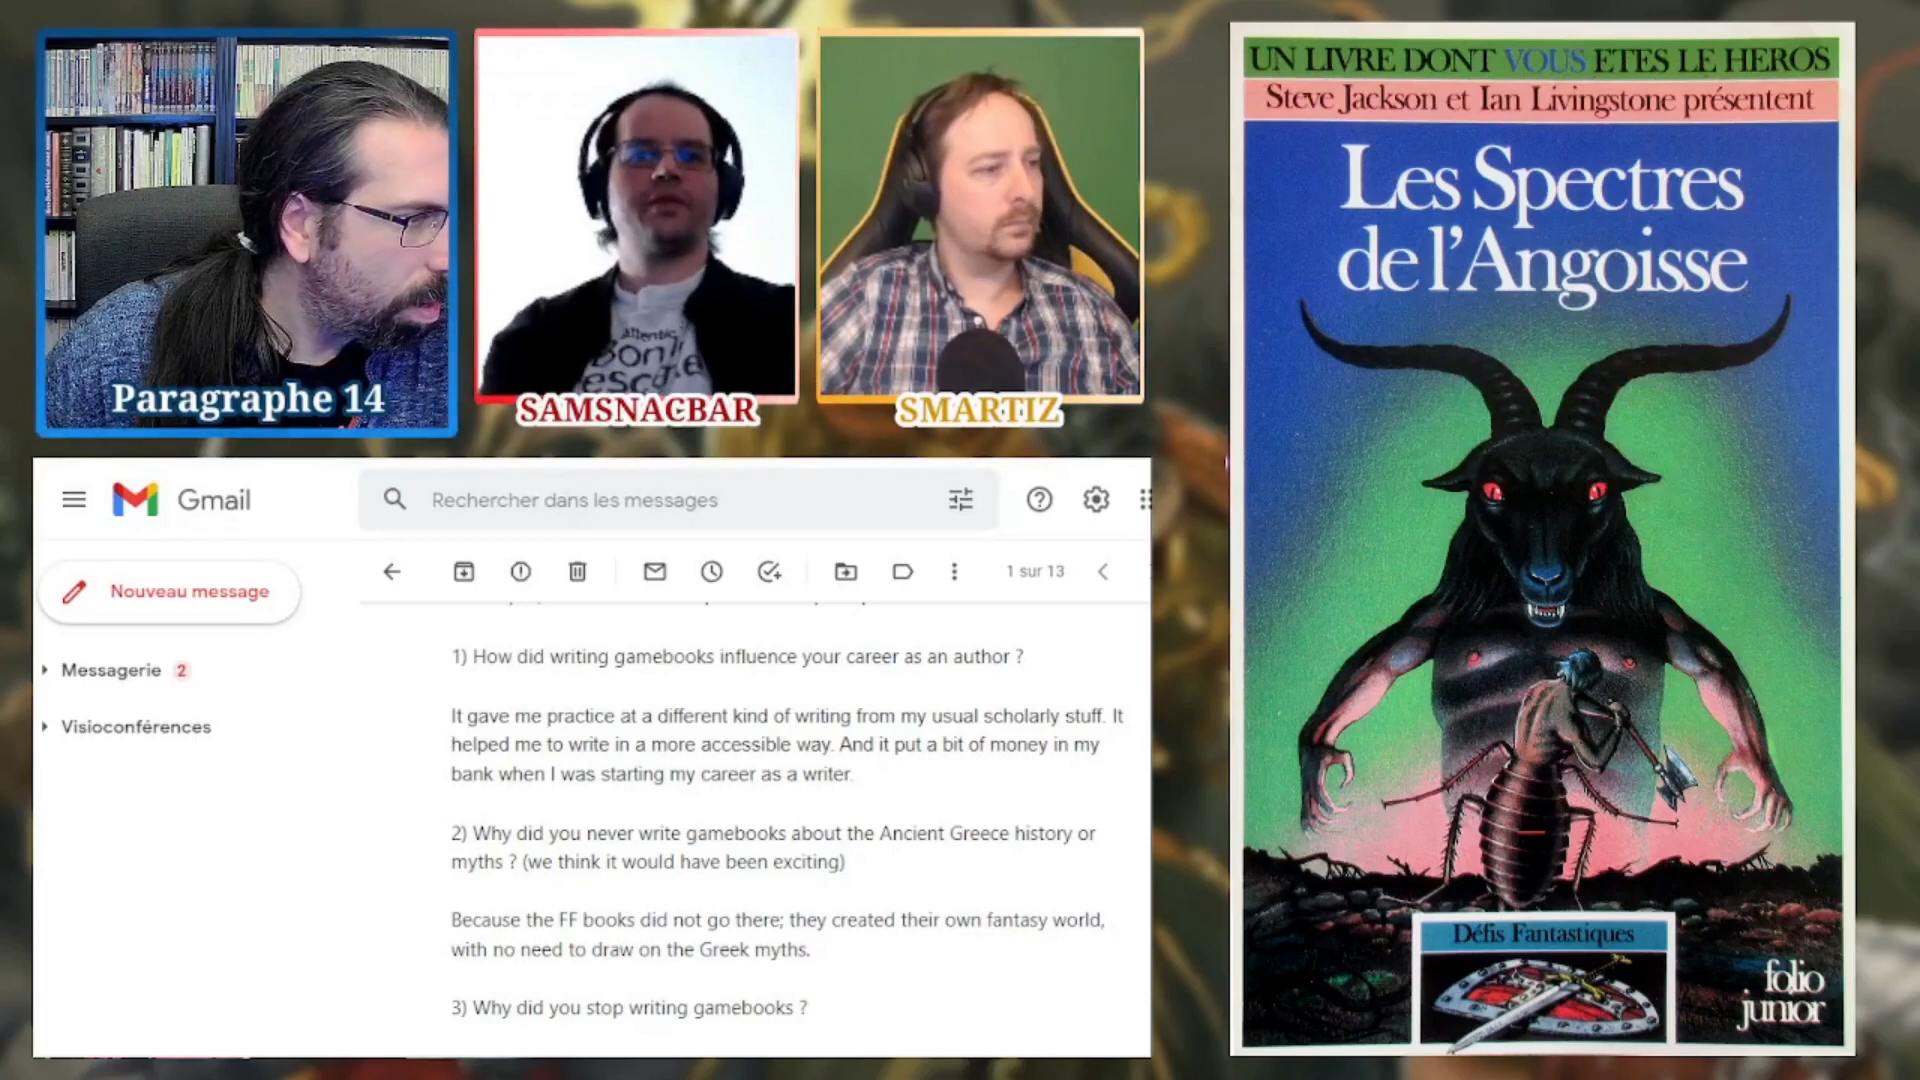 Paragraphe 14
attentio
Bon
escale
SAMSNACBAR
SMARTIZ
UN LIVRE DONT VOUS ETES LE HEROS
Steve Jackson et Ian Livingstone présentent
Les Spectres
de l'Angoisse
Défis Fantastiques
folio
junior
Gmail
Rechercher dans les messages
Nouveau message
1 sur 13
Messagerie 2
Visioconférences
1) How did writing gamebooks influence your career as an author ?
It gave me practice at a different kind of writing from my usual scholarly stuff. It
helped me to write in a more accessible way. And it put a bit of money in my
bank when I was starting my career as a writer.
2) Why did you never write gamebooks about the Ancient Greece history or
myths ? (we think it would have been exciting)
Because the FF books did not go there; they created their own fantasy world,
with no need to draw on the Greek myths.
3) Why did you stop writing gamebooks ?